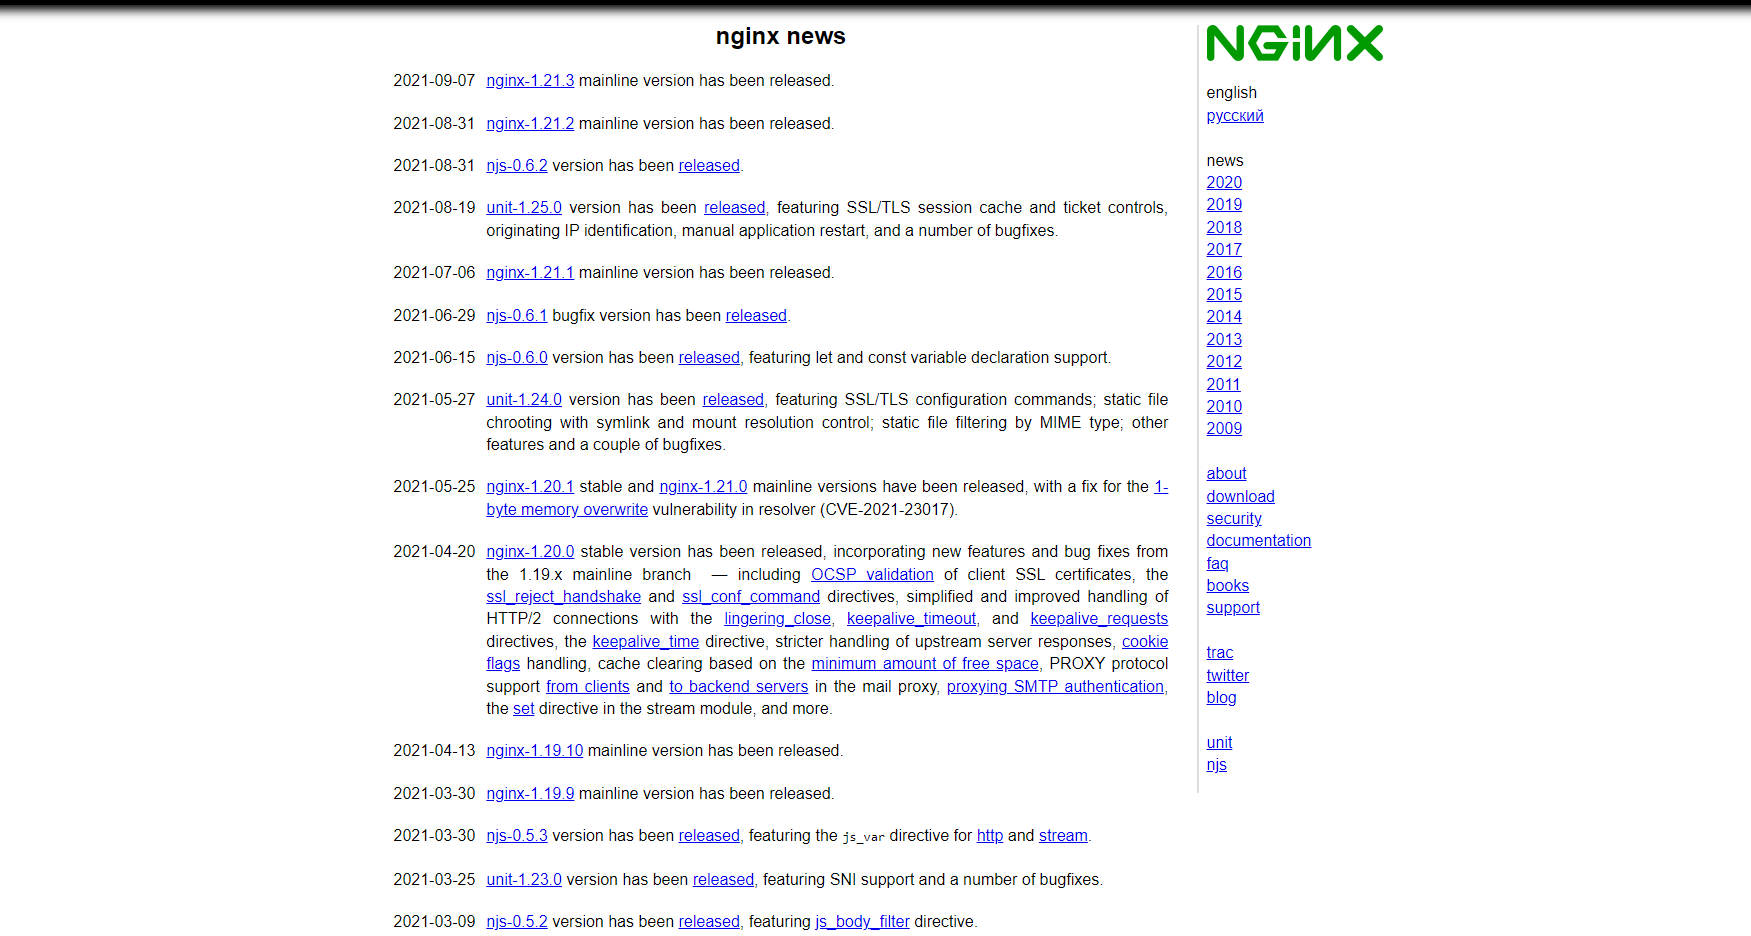 nginx news
2021-09-07 nginx-1.21.3 mainline version has been released.
2021-08-31 nginx-1.21.2 mainline version has been released.
2021-08-31 njs-0.6.2 version has been released.
2021-08-19 unit-1.25.0 version has been released, featuring SSL/TLS session cache and ticket controls,
originating IP identification, manual application restart, and a number of bugfixes.
2021-07-06 nginx-1.21.1 mainline version has been released.
2021-06-29 njs-0.6.1 bugfix version has been released.
2021-06-15 njs-0.6.0 version has been released, featuring let and const variable declaration support.
2021-05-27 unit-1.24.0 version has been released, featuring SSL/TLS configuration commands; static file
chrooting with symlink and mount resolution control; static file filtering by MIME type; other
features and a couple of bugfixes.
2021-05-25 nginx-1.20.1 stable and nginx-1.21.0 mainline versions have been released, with a fix for the 1-
byte memory overwrite vulnerability in resolver (CVE-2021-23017).
2021-04-20 nginx-1.20.0 stable version has been released, incorporating new features and bug fixes from
the 1.19.x mainline branch — including OCSP validation of client SSL certificates, the
ssl_reject_handshake and ssl_conf_command directives, simplified and improved handling of
HTTP/2 connections with the lingering_close, keepalive_timeout, and keepalive_requests
directives, the keepalive_time directive, stricter handling of upstream server responses, cookie
flags handling, cache clearing based on the minimum amount of free space, PROXY protocol
support from clients and to backend servers in the mail proxy, proxying SMTP authentication,
the set directive in the stream module, and more.
2021-04-13 nginx-1.19.10 mainline version has been released.
2021-03-30 nginx-1.19.9 mainline version has been released.
2021-03-30 njs-0.5.3 version has been released, featuring the js_var directive for http and stream.
2021-03-25 unit-1.23.0 version has been released, featuring SNI support and a number of bugfixes.
2021-03-09 njs-0.5.2 version has been released, featuring js_body_filter directive.
NGINX
english
русский
news
2020
2019
2018
2017
2016
2015
2014
2013
2012
2011
2010
2009
about
download
security
documentation
faq
books
support
trac
twitter
blog
unit
njs